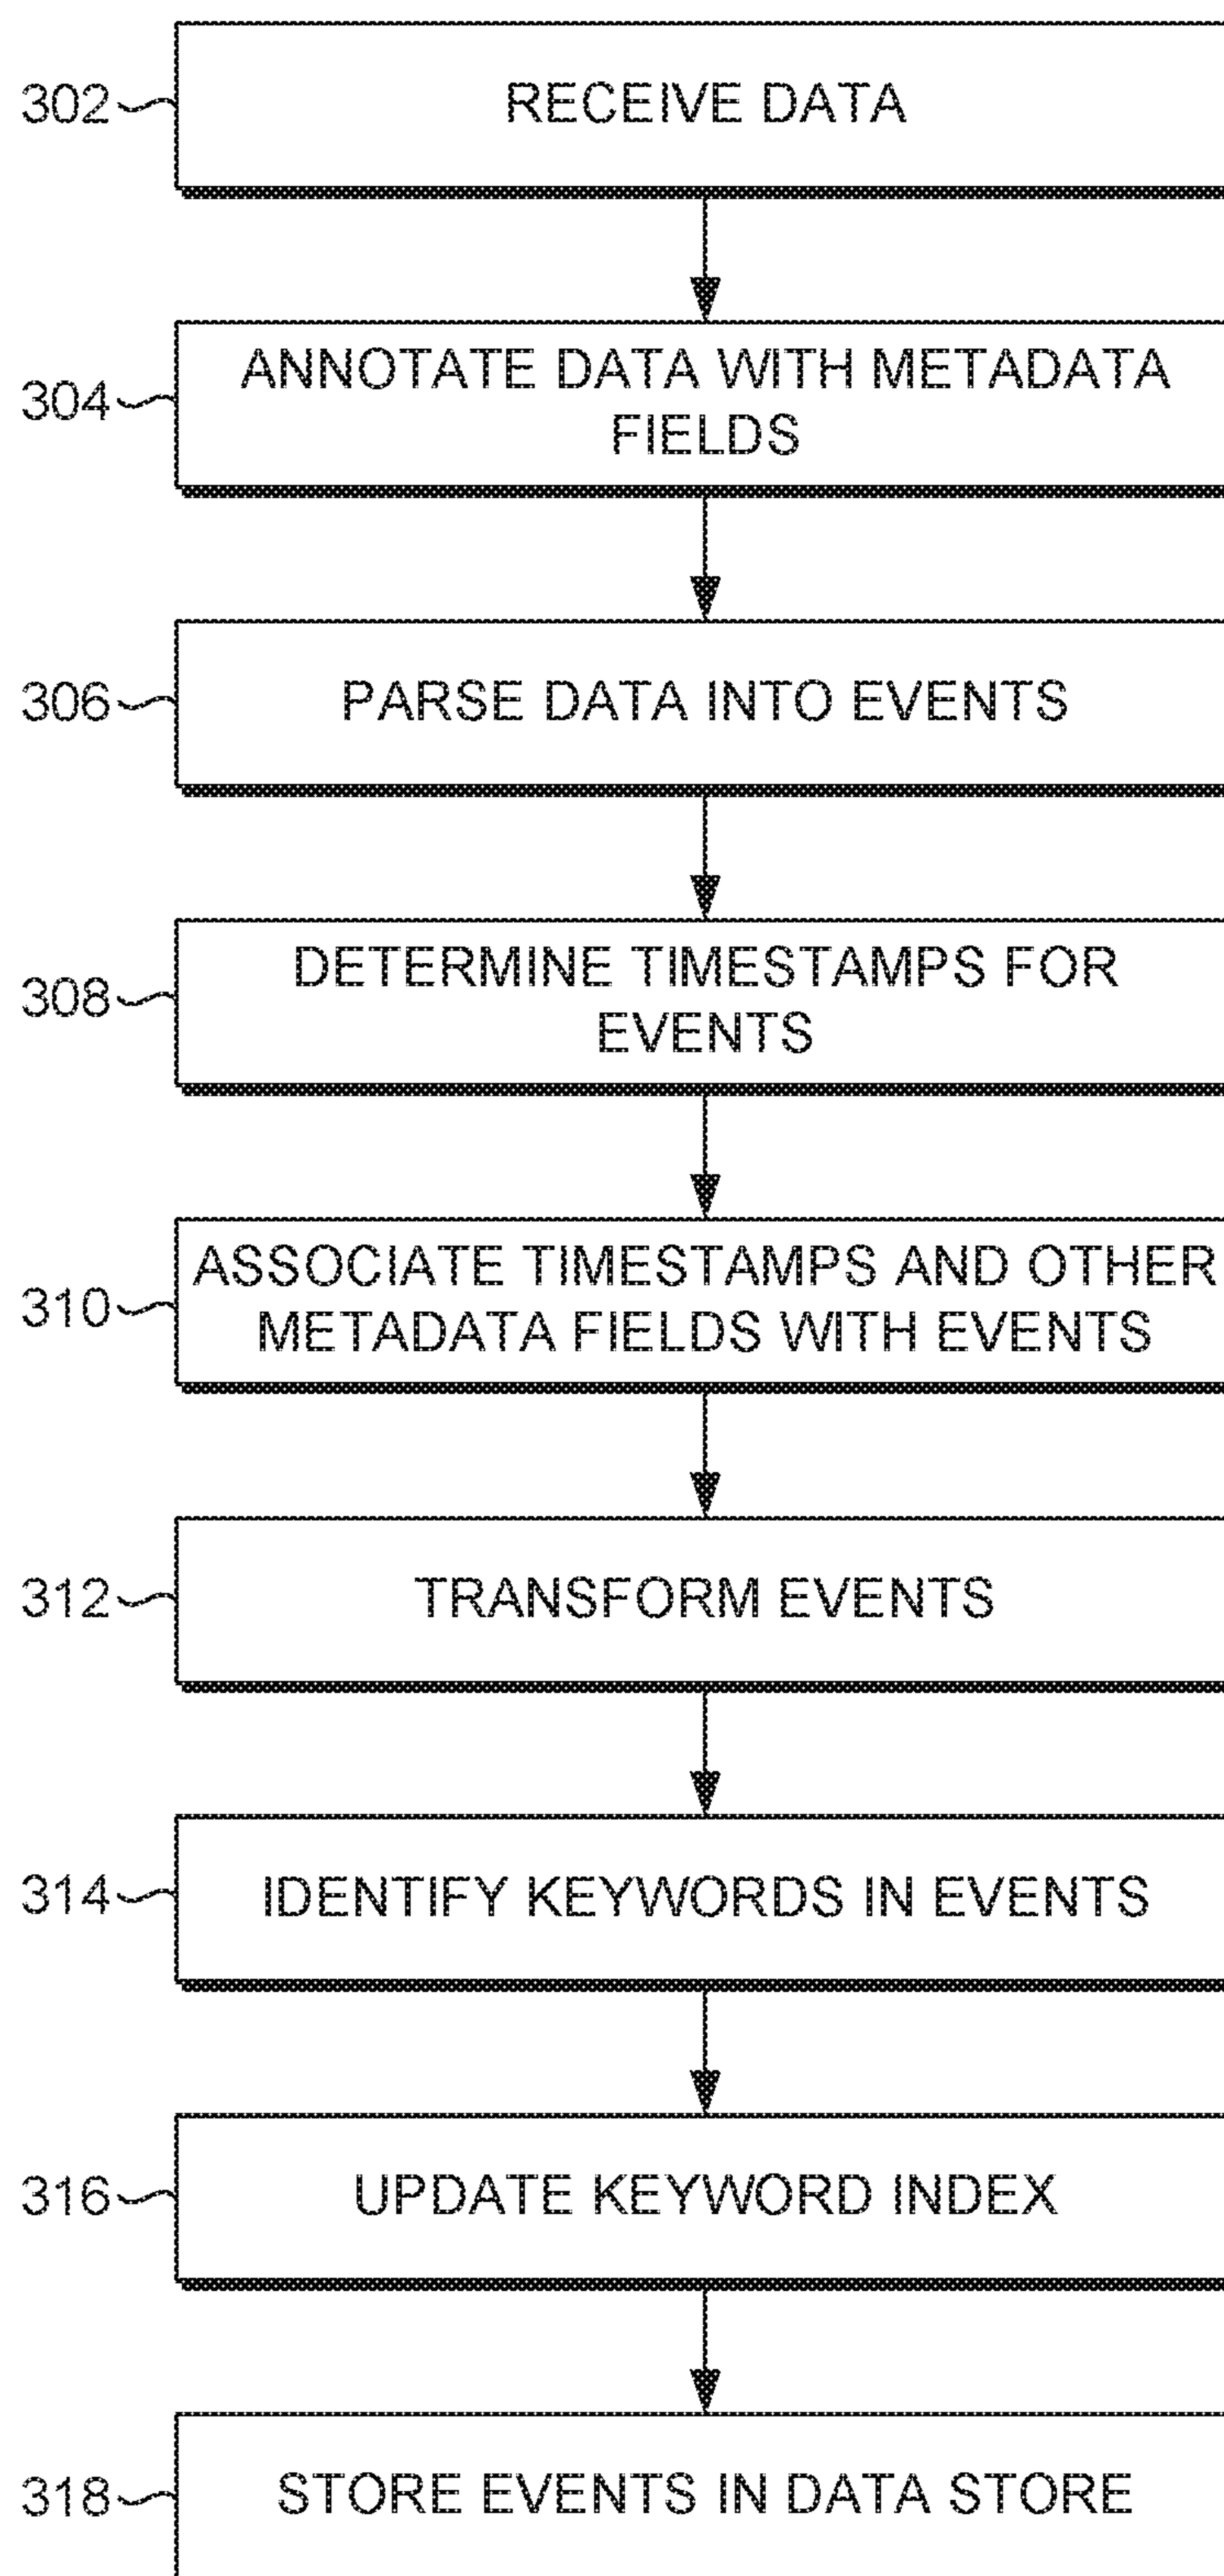 302
RECEIVE DATA
304
ANNOTATE DATA WITH METADATA
FIELDS
306
PARSE DATA INTO EVENTS
308
DETERMINE TIMESTAMPS FOR
EVENTS
310
ASSOCIATE TIMESTAMPS AND OTHER
METADATA FIELDS WITH EVENTS
312
TRANSFORM EVENTS
314
IDENTIFY KEYWORDS IN EVENTS
316
UPDATE KEYWORD INDEX
318
STORE EVENTS IN DATA STORE